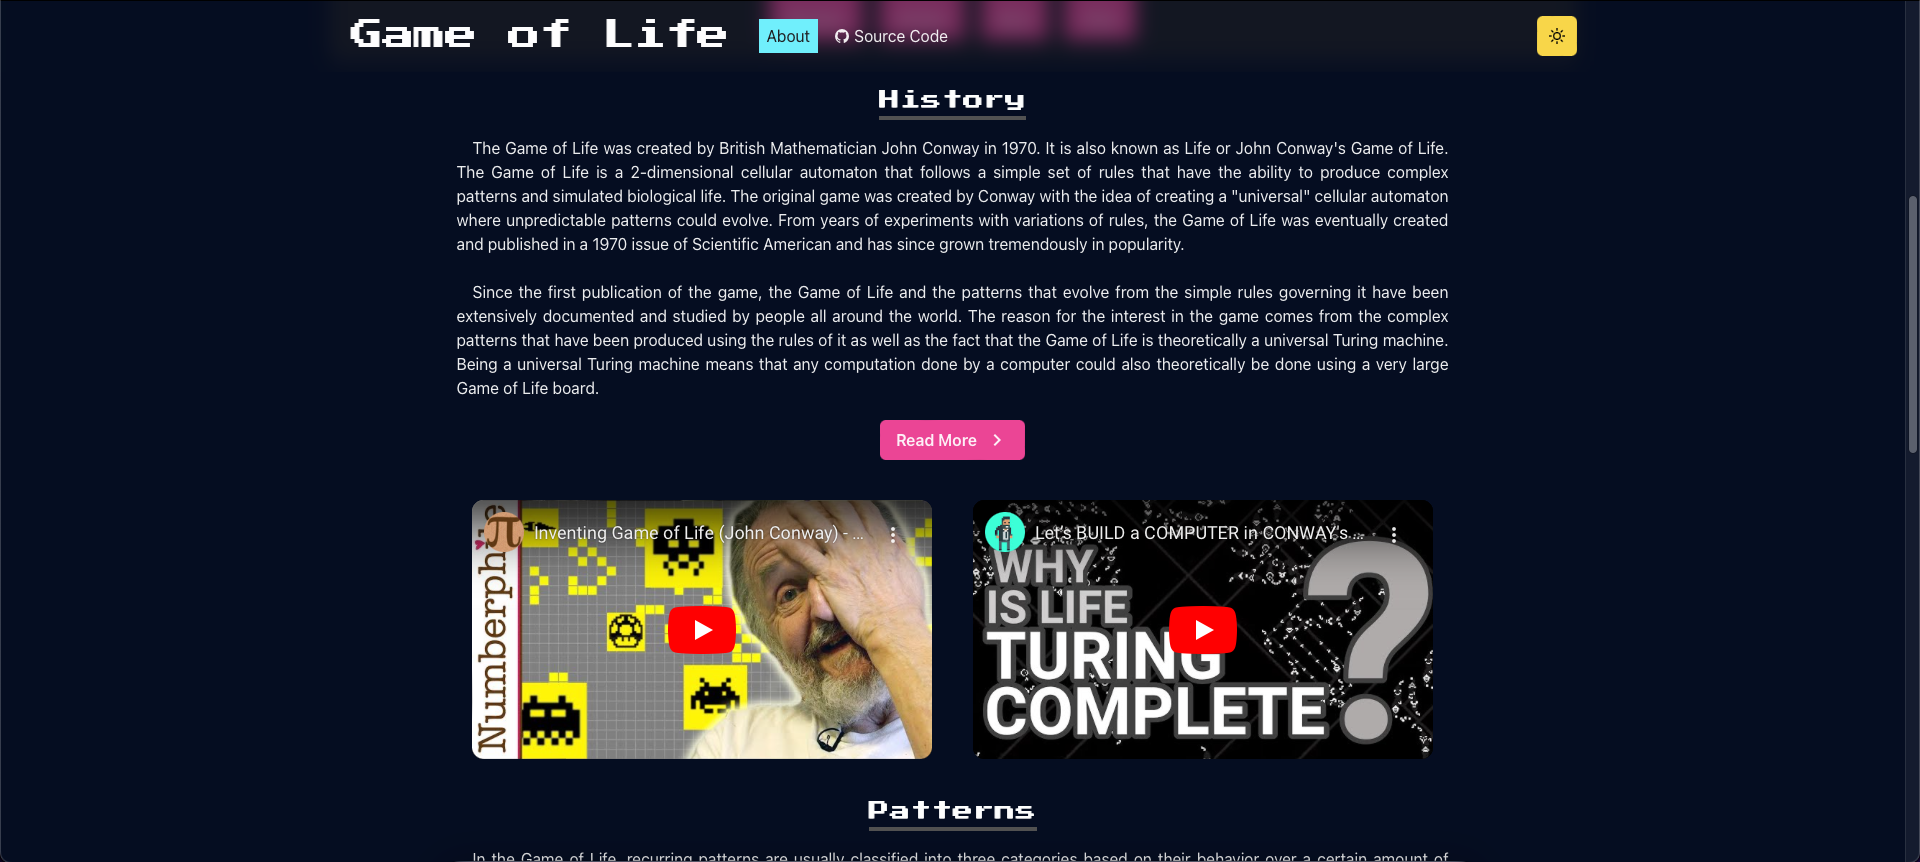 Game of Life
About
Source Code
History
The Game of Life was created by British Mathematician John Conway in 1970. It is also known as Life or John Conway's Game of Life.
The Game of Life is a 2-dimensional cellular automaton that follows a simple set of rules that have the ability to produce complex
patterns and simulated biological life. The original game was created by Conway with the idea of creating a "universal" cellular automaton
where unpredictable patterns could evolve. From years of experiments with variations of rules, the Game of Life was eventually created
and published in a 1970 issue of Scientific American and has since grown tremendously in popularity.
Since the first publication of the game, the Game of Life and the patterns that evolve from the simple rules governing it have been
extensively documented and studied by people all around the world. The reason for the interest in the game comes from the complex
patterns that have been produced using the rules of it as well as the fact that the Game of Life is theoretically a universal Turing machine.
Being a universal Turing machine means that any computation done by a computer could also theoretically be done using a very large
Game of Life board.
Read More
π
Inventing Game of Life (John Conway) - ...
Numberph
Let's BUILD a COMPUTER in CONWAY's...
WHY
IS LIFE
TURING
COMPLETE?
Patterns
In the Game of Life, recurring patterns are usually classified into three categories based on their behavior over a certain amount of